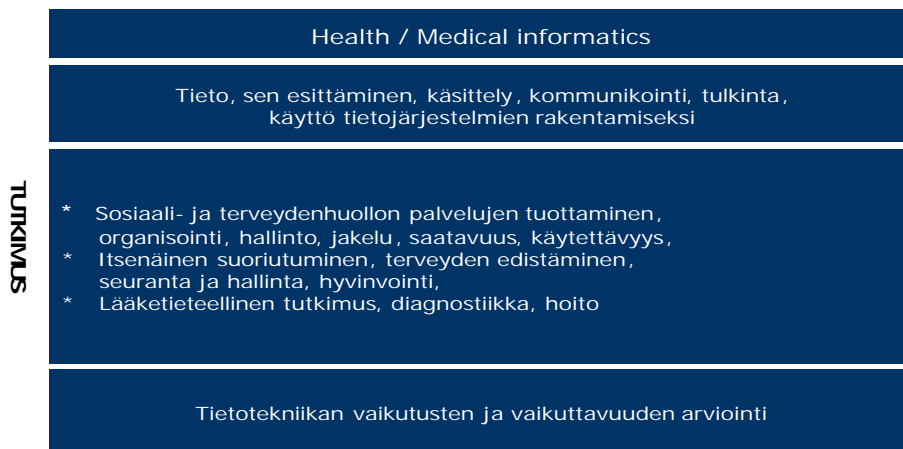 Health / Medical informatics
Tieto, sen esittäminen, käsittely, kommunikointi, tulkinta,
käyttö tietojärjestelmien rakentamiseksi
TUTKIMUS
* Sosiaali- ja terveydenhuollon palvelujen tuottaminen,
organisointi, hallinto, jakelu, saatavuus, käytettävyys,
* Itsenäinen suoriutuminen, terveyden edistäminen,
seuranta ja hallinta, hyvinvointi,
* Lääketieteellinen tutkimus, diagnostiikka, hoito
Tietotekniikan vaikutusten ja vaikuttavuuden arviointi